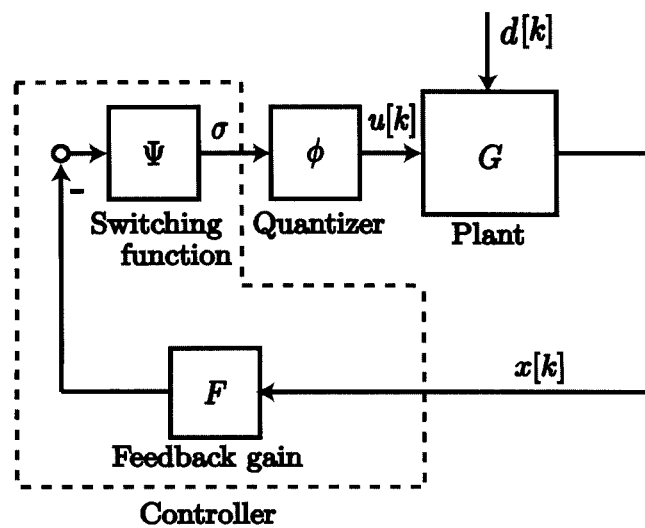 d[k]
Ψ
σ
ϕ
u[k]
G
Switching
function
Quantizer
Plant
-
F
x[k]
Feedback gain
Controller